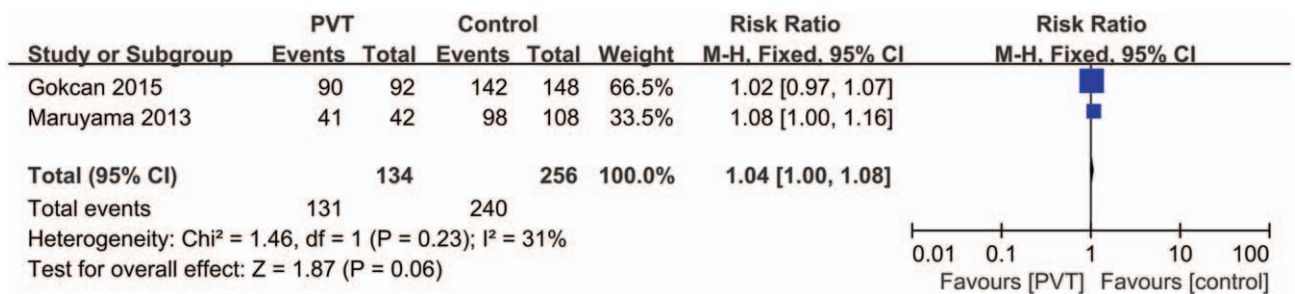 PVT Control Risk Ratio Risk Ratio
Study or Subgroup Events Total Events Total Weight M-H, Fixed, 95% CI M-H, Fixed, 95% CI
Gokcan 2015 90 92 142 148 66.5% 1.02 [0.97, 1.07]
Maruyama 2013 41 42 98 108 33.5% 1.08 [1.00, 1.16]
Total (95% CI) 134 256 100.0% 1.04 [1.00, 1.08]
Total events 131 240
Heterogeneity: Chi² = 1.46, df = 1 (P = 0.23); I² = 31%
Test for overall effect: Z = 1.87 (P = 0.06)
0.01 0.1 1 10 100
Favours [PVT] Favours [control]